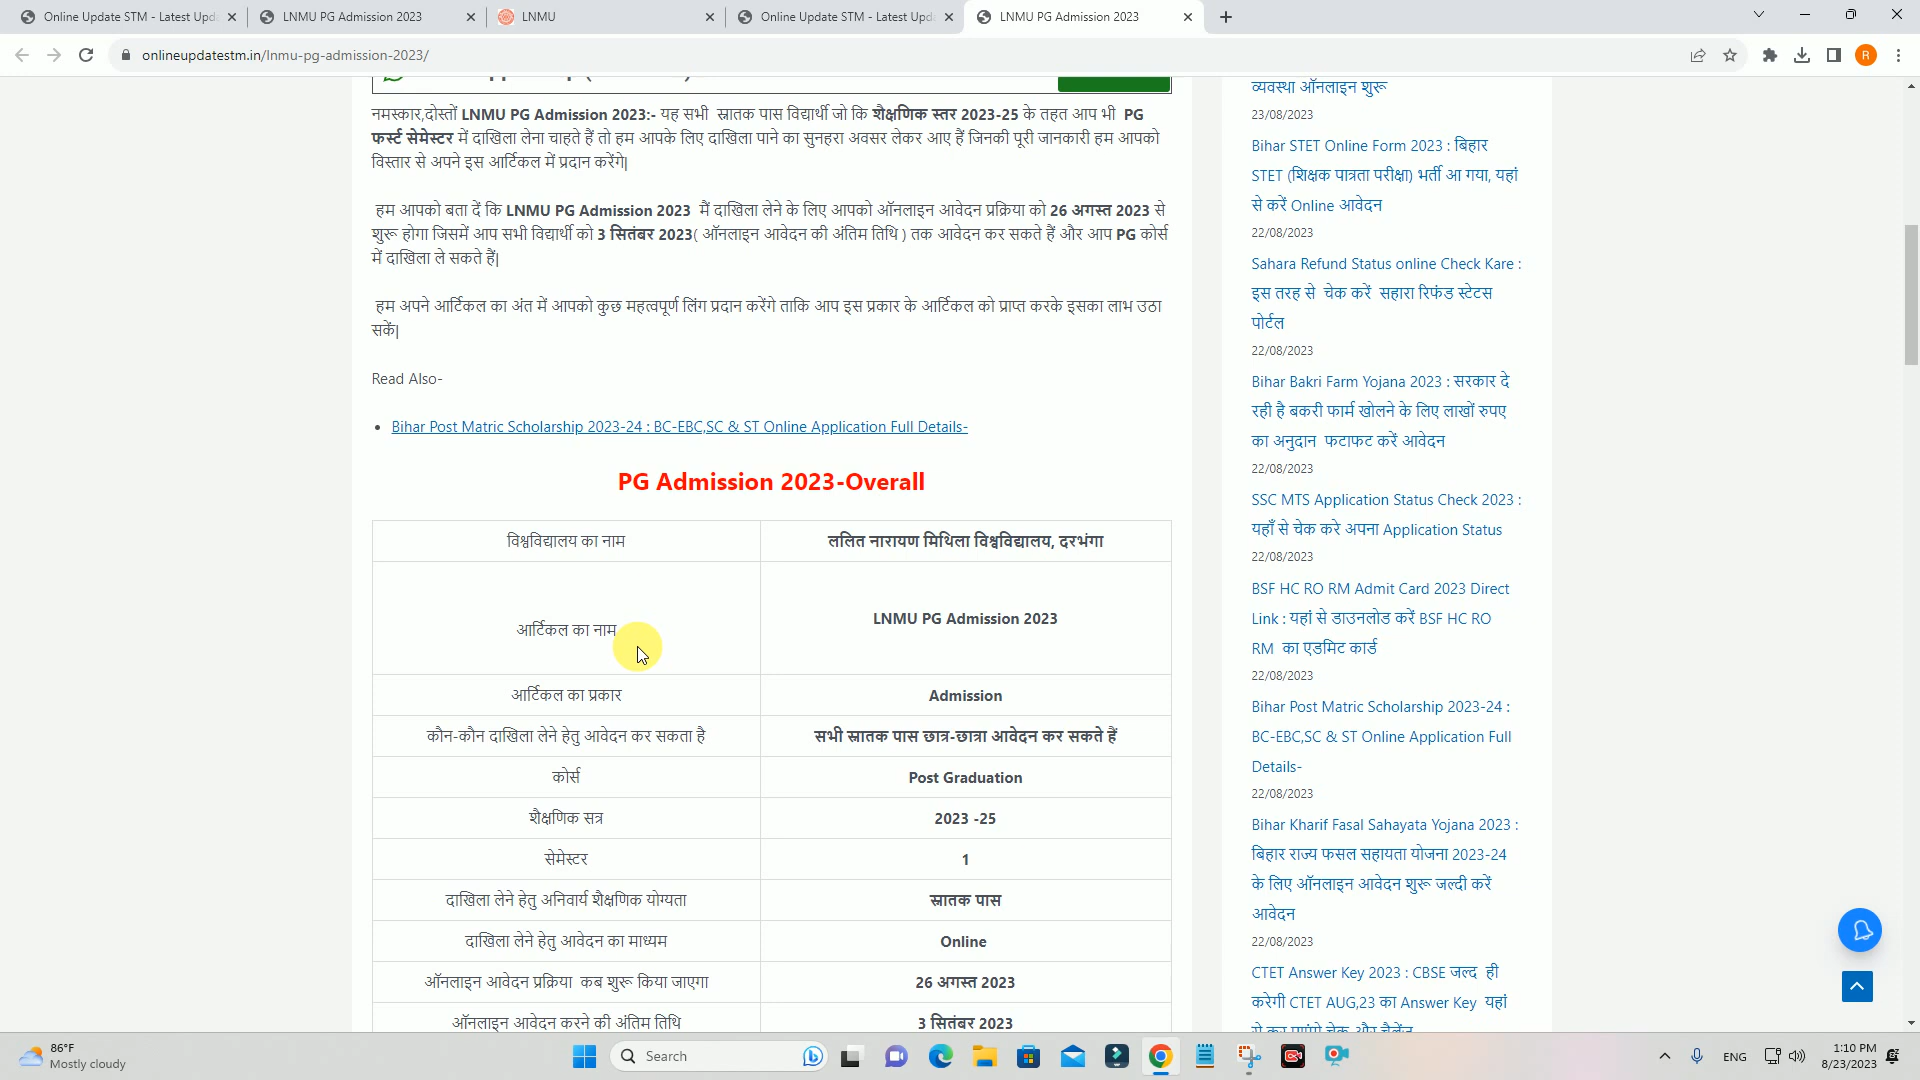 Online Update STM - Latest Upd
LNMU PG Admission 2023
LNMU
Online Update STM - Latest Upd
LNMU PG Admission 2023
onlineupdatestm.in/lnmu-pg-admission-2023/
R
नमस्कार,दोस्तों LNMU PG Admission 2023:- यह सभी स्नातक पास विद्यार्थी जो कि शैक्षणिक स्तर 2023-25 के तहत आप भी PG
फर्स्ट सेमेस्टर में दाखिला लेना चाहते हैं तो हम आपके लिए दाखिला पाने का सुनहरा अवसर लेकर आए हैं जिनकी पूरी जानकारी हम आपको
विस्तार से अपने इस आर्टिकल में प्रदान करेंगे|
हम आपको बता दें कि LNMU PG Admission 2023 मैं दाखिला लेने के लिए आपको ऑनलाइन आवेदन प्रक्रिया को 26 अगस्त 2023 से
शुरू होगा जिसमें आप सभी विद्यार्थी को 3 सितंबर 2023( ऑनलाइन आवेदन की अंतिम तिथि ) तक आवेदन कर सकते हैं और आप PG कोर्स
में दाखिला ले सकते हैं|
हम अपने आर्टिकल का अंत में आपको कुछ महत्वपूर्ण लिंग प्रदान करेंगे ताकि आप इस प्रकार के आर्टिकल को प्राप्त करके इसका लाभ उठा
सकें|
Read Also-
• Bihar Post Matric Scholarship 2023-24 : BC-EBC,SC & ST Online Application Full Details-
PG Admission 2023-Overall
विश्वविद्यालय का नाम
ललित नारायण मिथिला विश्वविद्यालय, दरभंगा
आर्टिकल का नाम
LNMU PG Admission 2023
आर्टिकल का प्रकार
Admission
कौन-कौन दाखिला लेने हेतु आवेदन कर सकता है
सभी स्नातक पास छात्र-छात्रा आवेदन कर सकते हैं
कोर्स
Post Graduation
शैक्षणिक सत्र
2023 -25
सेमेस्टर
1
दाखिला लेने हेतु अनिवार्य शैक्षणिक योग्यता
स्नातक पास
दाखिला लेने हेतु आवेदन का माध्यम
Online
ऑनलाइन आवेदन प्रक्रिया कब शुरू किया जाएगा
26 अगस्त 2023
ऑनलाइन आवेदन करने की अंतिम तिथि
3 सितंबर 2023
व्यवस्था ऑनलाइन शुरू
23/08/2023
Bihar STET Online Form 2023 : बिहार
STET (शिक्षक पात्रता परीक्षा) भर्ती आ गया, यहां
से करें Online आवेदन
22/08/2023
Sahara Refund Status online Check Kare :
इस तरह से चेक करें सहारा रिफंड स्टेटस
पोर्टल
22/08/2023
Bihar Bakri Farm Yojana 2023 : सरकार दे
रही है बकरी फार्म खोलने के लिए लाखों रुपए
का अनुदान फटाफट करें आवेदन
22/08/2023
SSC MTS Application Status Check 2023 :
यहाँ से चेक करे अपना Application Status
22/08/2023
BSF HC RO RM Admit Card 2023 Direct
Link : यहां से डाउनलोड करें BSF HC RO
RM का एडमिट कार्ड
22/08/2023
Bihar Post Matric Scholarship 2023-24 :
BC-EBC,SC & ST Online Application Full
Details-
22/08/2023
Bihar Kharif Fasal Sahayata Yojana 2023 :
बिहार राज्य फसल सहायता योजना 2023-24
के लिए ऑनलाइन आवेदन शुरू जल्दी करें
आवेदन
22/08/2023
CTET Answer Key 2023 : CBSE जल्द ही
करेगी CTET AUG,23 का Answer Key यहां
86°F
Mostly cloudy
Search
ENG
1:10 PM
8/23/2023